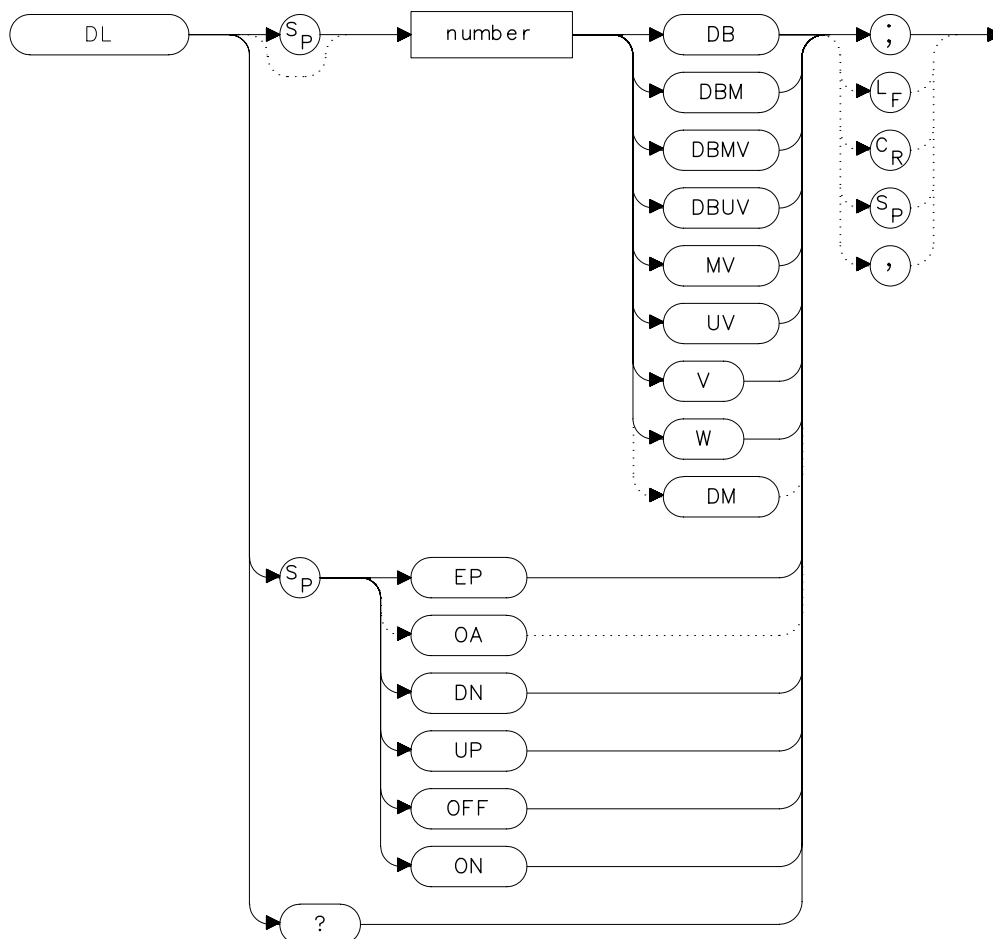 DL
SP
number
DB
;
DBM
LF
DBMV
CR
DBUV
SP
MV
,
UV
V
W
DM
SP
EP
OA
DN
UP
OFF
ON
?